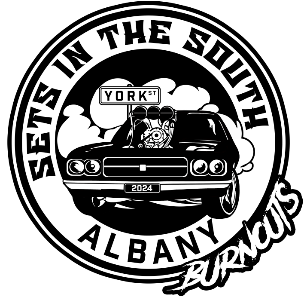 SETS IN THE SOUTH
YORK ST
2024
ALBANY
BURNOUTS